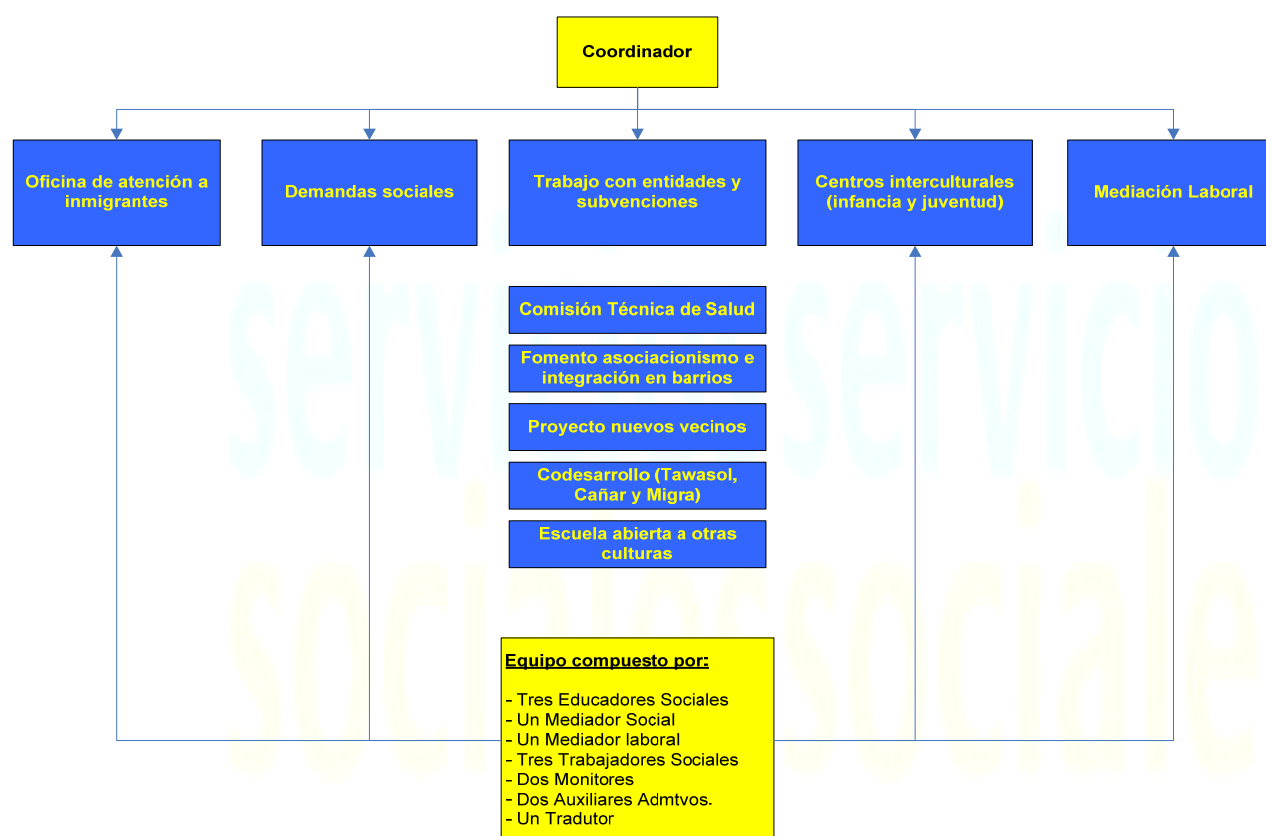 Coordinador
Oficina de atención a
inmigrantes
Demandas sociales
Trabajo con entidades y
subvenciones
Centros interculturales
(infancia y juventud)
Mediación Laboral
Comisión Técnica de Salud
Fomento asociacionismo e
integración en barrios
Proyecto nuevos vecinos
Codesarrollo (Tawasol,
Cañar y Migra)
Escuela abierta a otras
culturas
Equipo compuesto por:
- Tres Educadores Sociales
- Un Mediador Social
- Un Mediador laboral
- Tres Trabajadores Sociales
- Dos Monitores
- Dos Auxiliares Admtvos.
- Un Tradutor
servicio
sociale